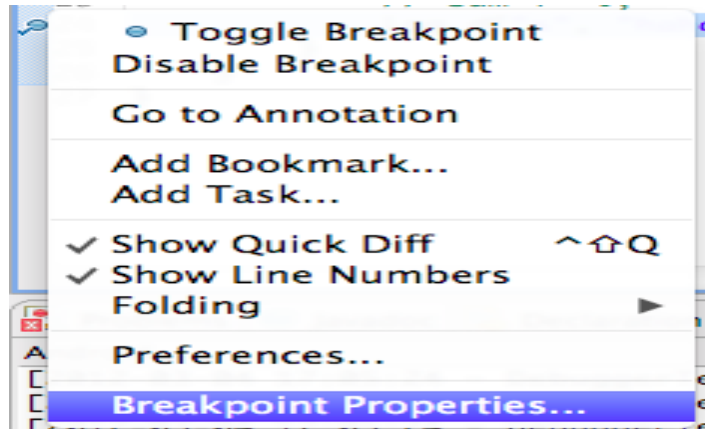 Toggle Breakpoint
Disable Breakpoint
Go to Annotation
Add Bookmark...
Add Task...
Show Quick Diff ^⇧Q
Show Line Numbers
Folding
Preferences...
Breakpoint Properties...